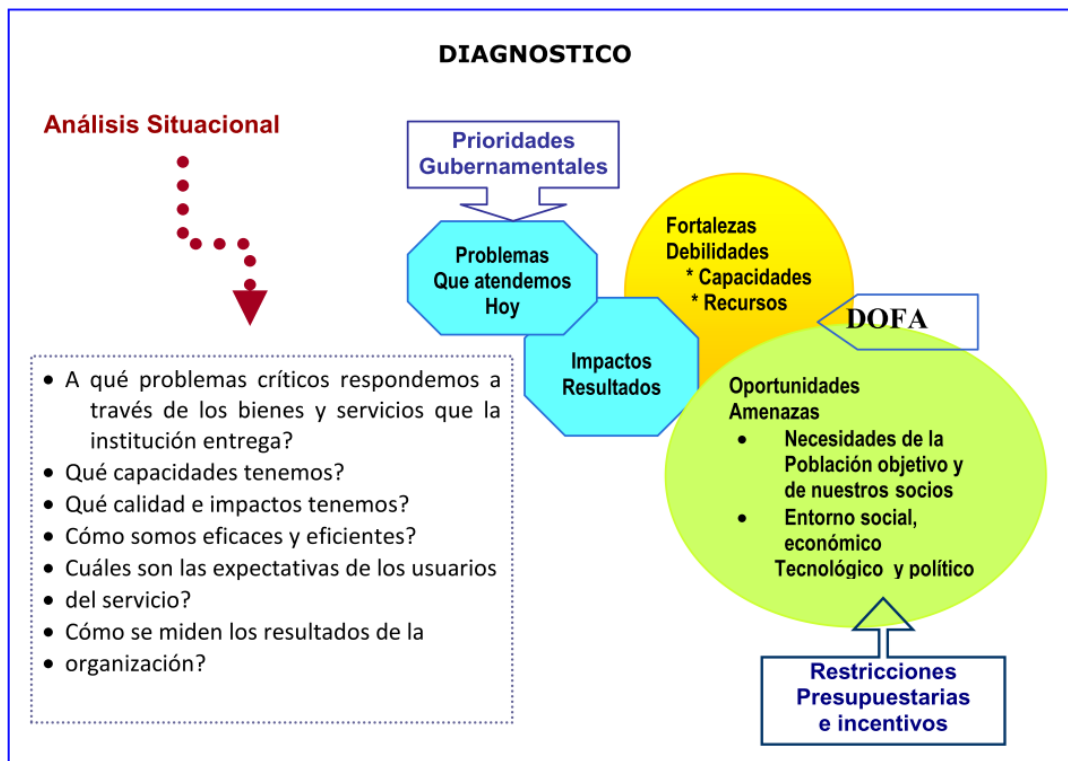 DIAGNOSTICO
Análisis Situacional
Prioridades
Gubernamentales
Problemas
Que atendemos
Hoy
Impactos
Resultados
Fortalezas
Debilidades
* Capacidades
* Recursos
DOFA
Oportunidades
Amenazas
• Necesidades de la
Población objetivo y
de nuestros socios
• Entorno social,
económico
Tecnológico y político
Restricciones
Presupuestarias
e incentivos
• A qué problemas críticos respondemos a
través de los bienes y servicios que la
institución entrega?
• Qué capacidades tenemos?
• Qué calidad e impactos tenemos?
• Cómo somos eficaces y eficientes?
• Cuáles son las expectativas de los usuarios
• del servicio?
• Cómo se miden los resultados de la
• organización?